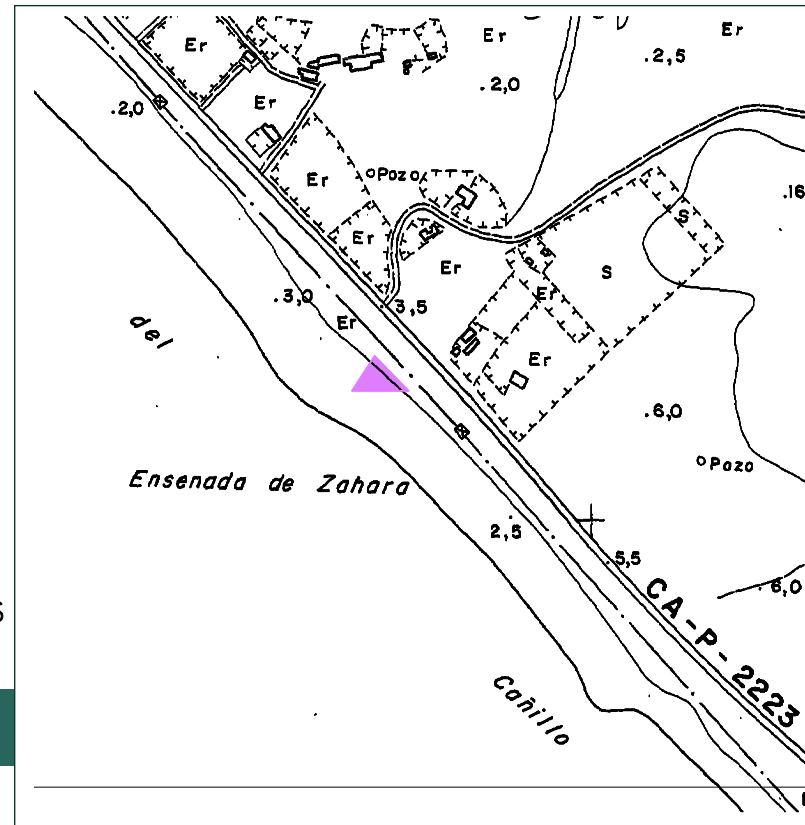 Er
Er
Er
.2,5
.2,0
.2,0
Er
Er
Pozo
.16
S
Er
Er
S
.3,0
3,5
Er
Er
del
Er
.6,0
Pozo
Ensenada de Zahara
2,5
5,5
6,0
CA-P-2223
Cañillo